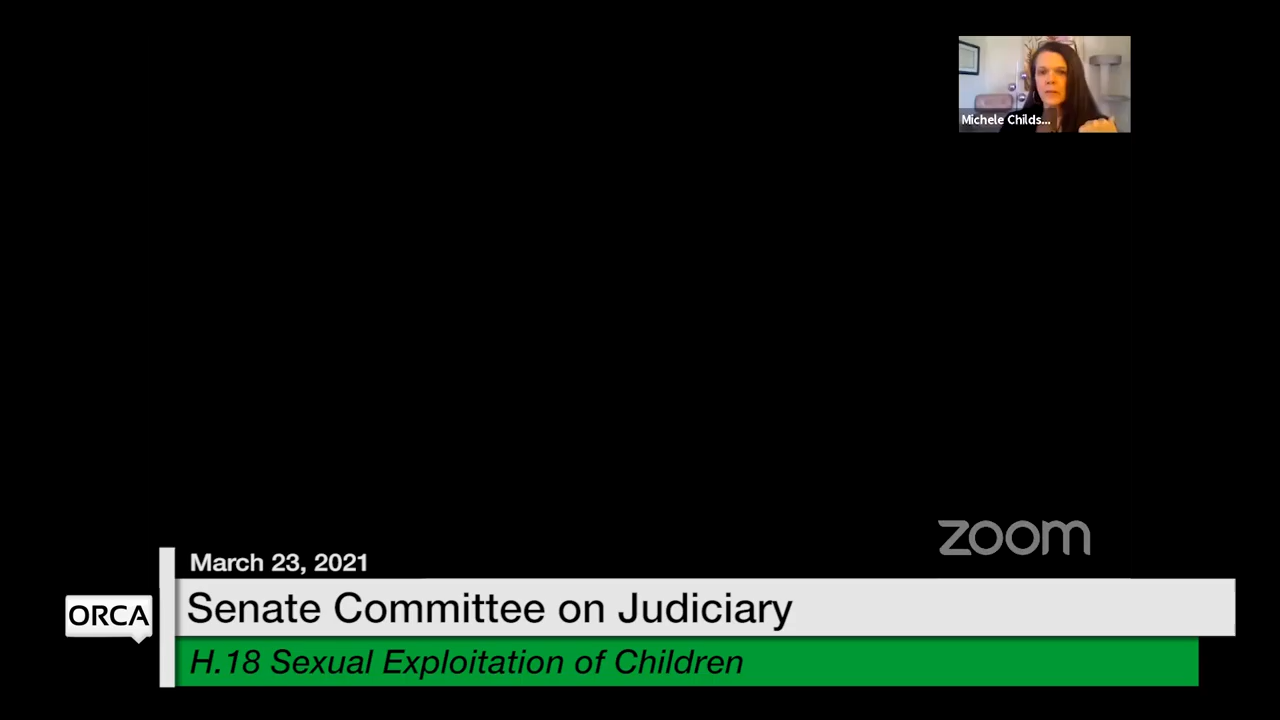 Michele Childs...
zoom
March 23, 2021
ORCA
Senate Committee on Judiciary
H.18 Sexual Exploitation of Children